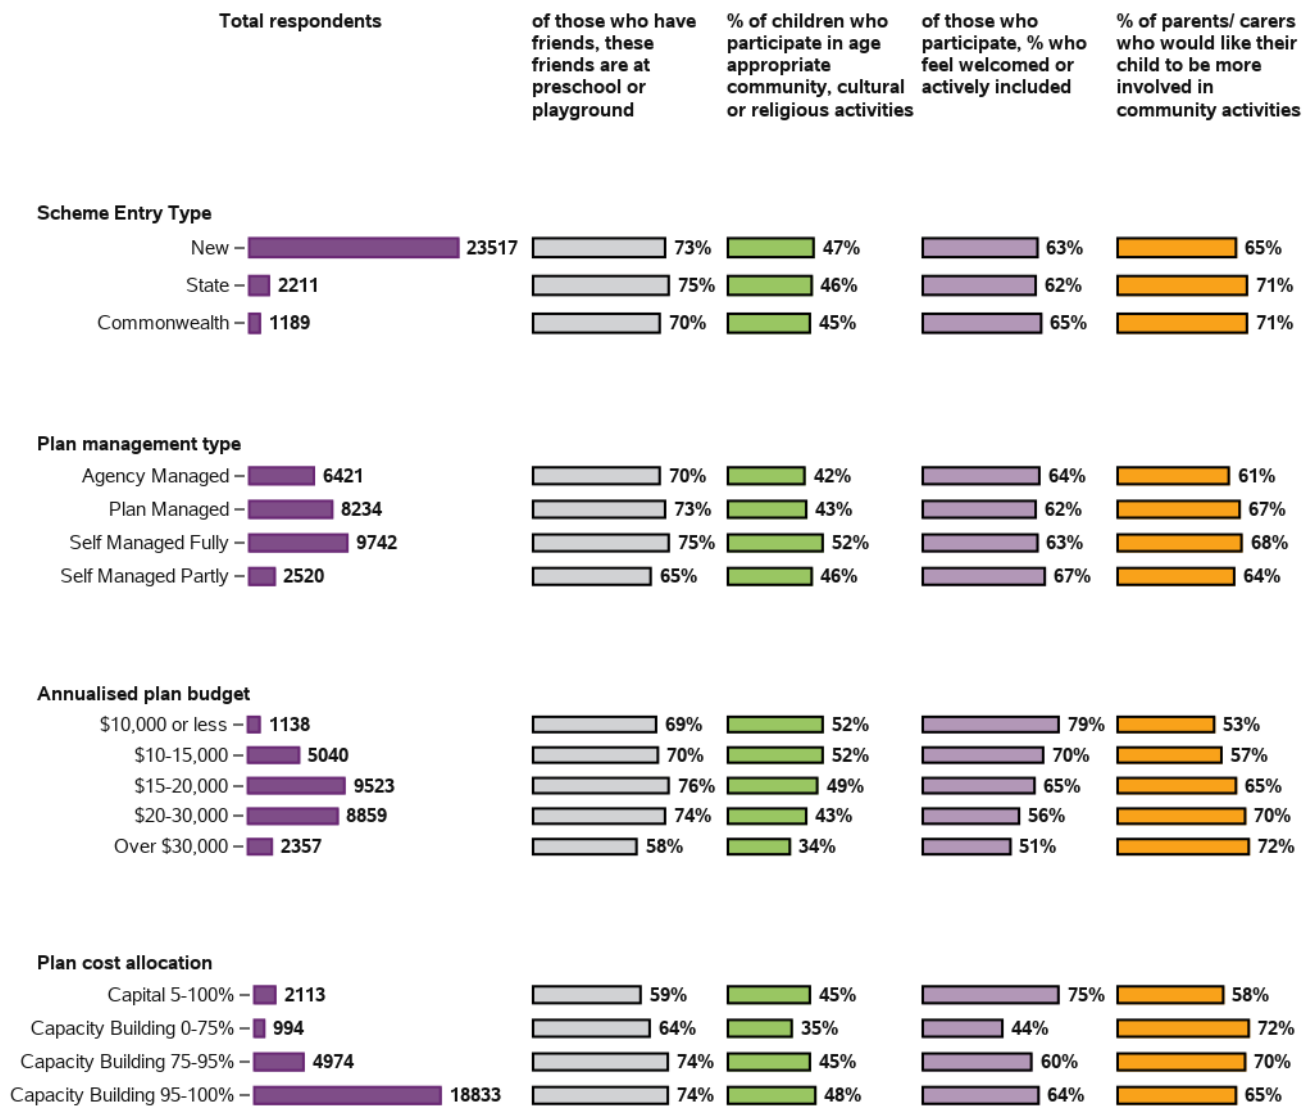 Total respondents
of those who have friends, these friends are at preschool or playground
% of children who participate in age appropriate community, cultural or religious activities
of those who participate, % who feel welcomed or actively included
% of parents/ carers who would like their child to be more involved in community activities
Scheme Entry Type
New 23517 73% 47% 63% 65%
State 2211 75% 46% 62% 71%
Commonwealth 1189 70% 45% 65% 71%
Plan management type
Agency Managed 6421 70% 42% 64% 61%
Plan Managed 8234 73% 43% 62% 67%
Self Managed Fully 9742 75% 52% 63% 68%
Self Managed Partly 2520 65% 46% 67% 64%
Annualised plan budget
$10,000 or less 1138 69% 52% 79% 53%
$10-15,000 5040 70% 52% 70% 57%
$15-20,000 9523 76% 49% 65% 65%
$20-30,000 8859 74% 43% 56% 70%
Over $30,000 2357 58% 34% 51% 72%
Plan cost allocation
Capital 5-100% 2113 59% 45% 75% 58%
Capacity Building 0-75% 994 64% 35% 44% 72%
Capacity Building 75-95% 4974 74% 45% 60% 70%
Capacity Building 95-100% 18833 74% 48% 64% 65%